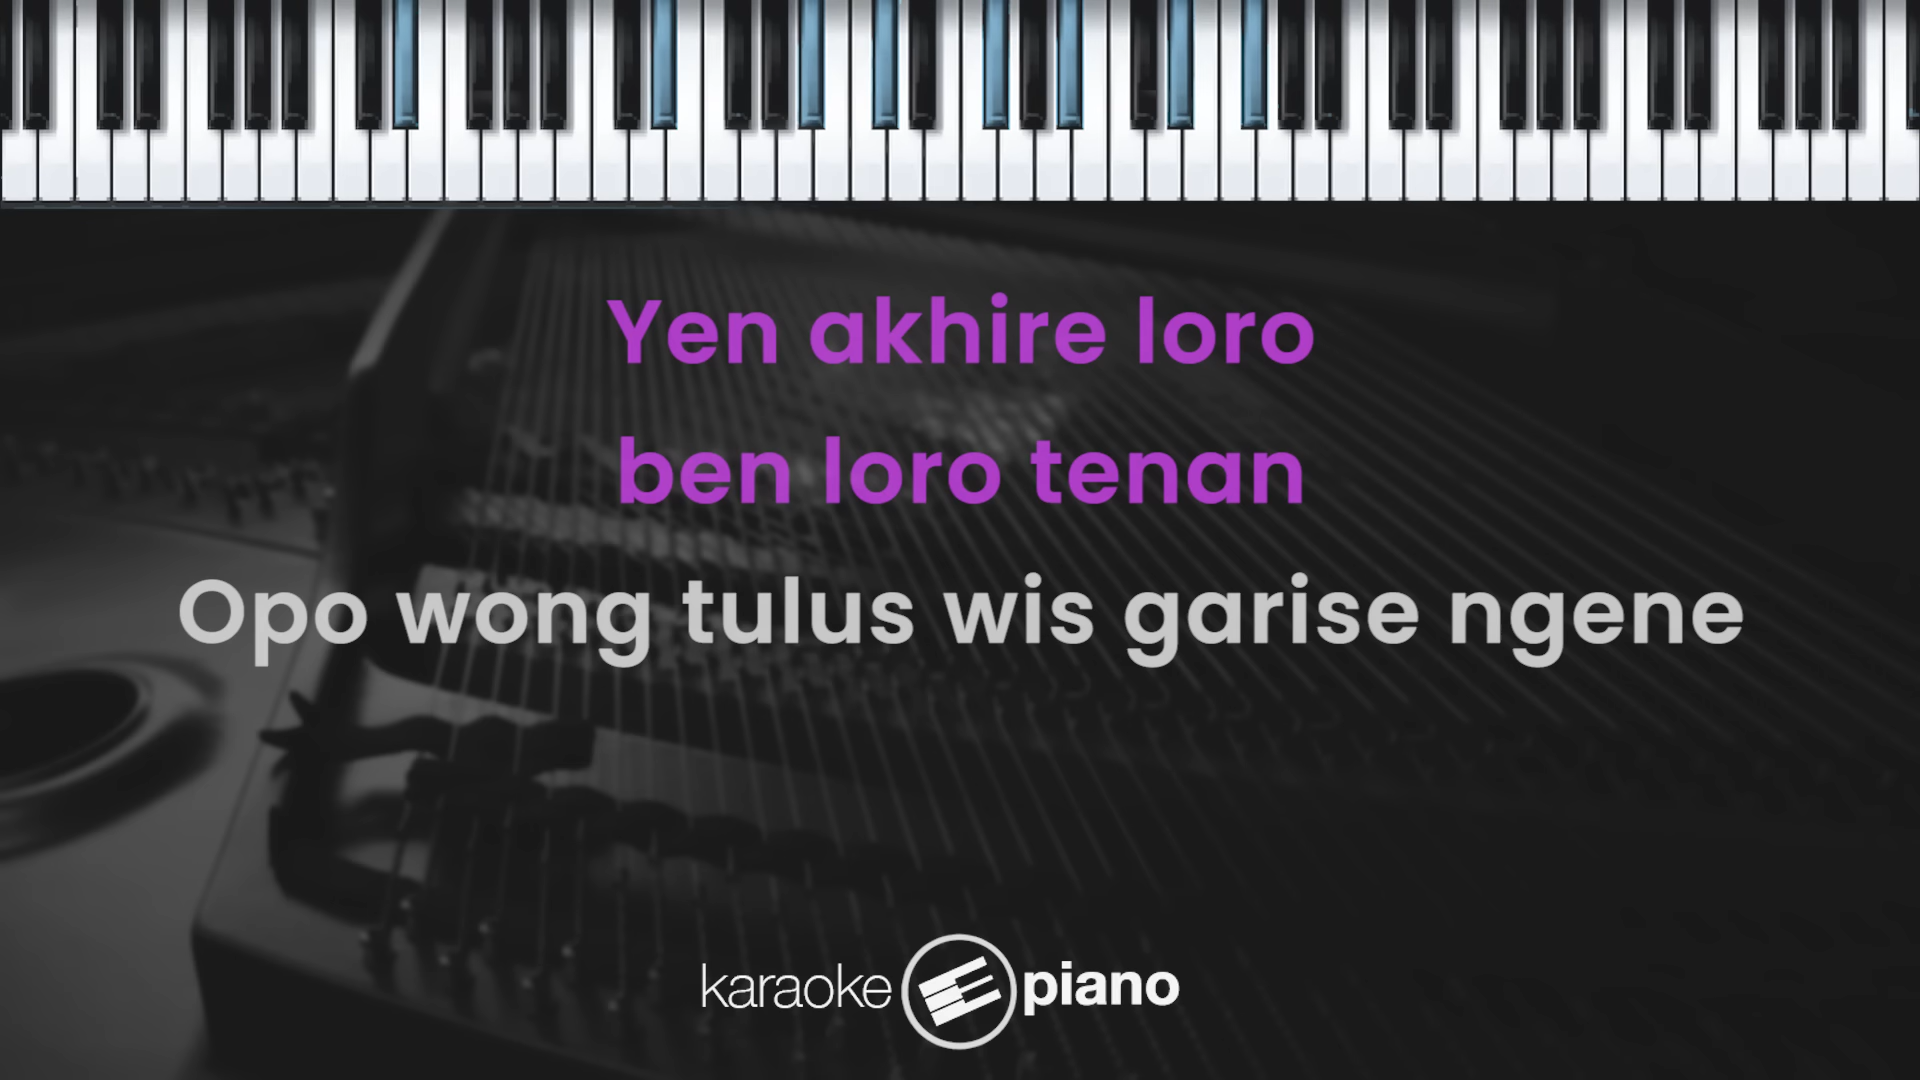 Yen akhire loro
ben loro tenan
Opo wong tulus wis garise ngene
karaoke piano